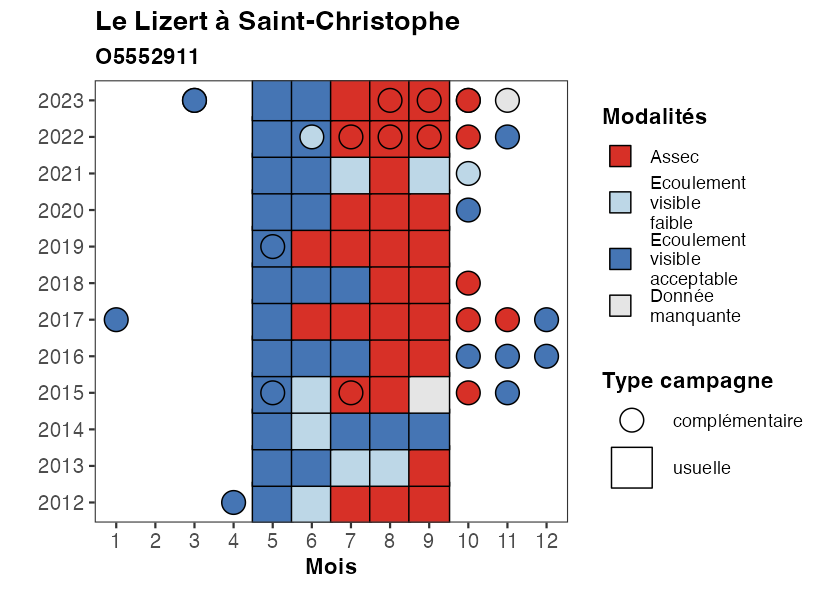 Le Lizert à Saint-Christophe
O5552911
2023
2022
2021
2020
2019
2018
2017
2016
2015
2014
2013
2012
1 2 3 4 5 6 7 8 9 10 11 12
Mois
Modalités
Assec
Ecoulement
visible
faible
Ecoulement
visible
acceptable
Donnée
manquante
Type campagne
complémentaire
usuelle